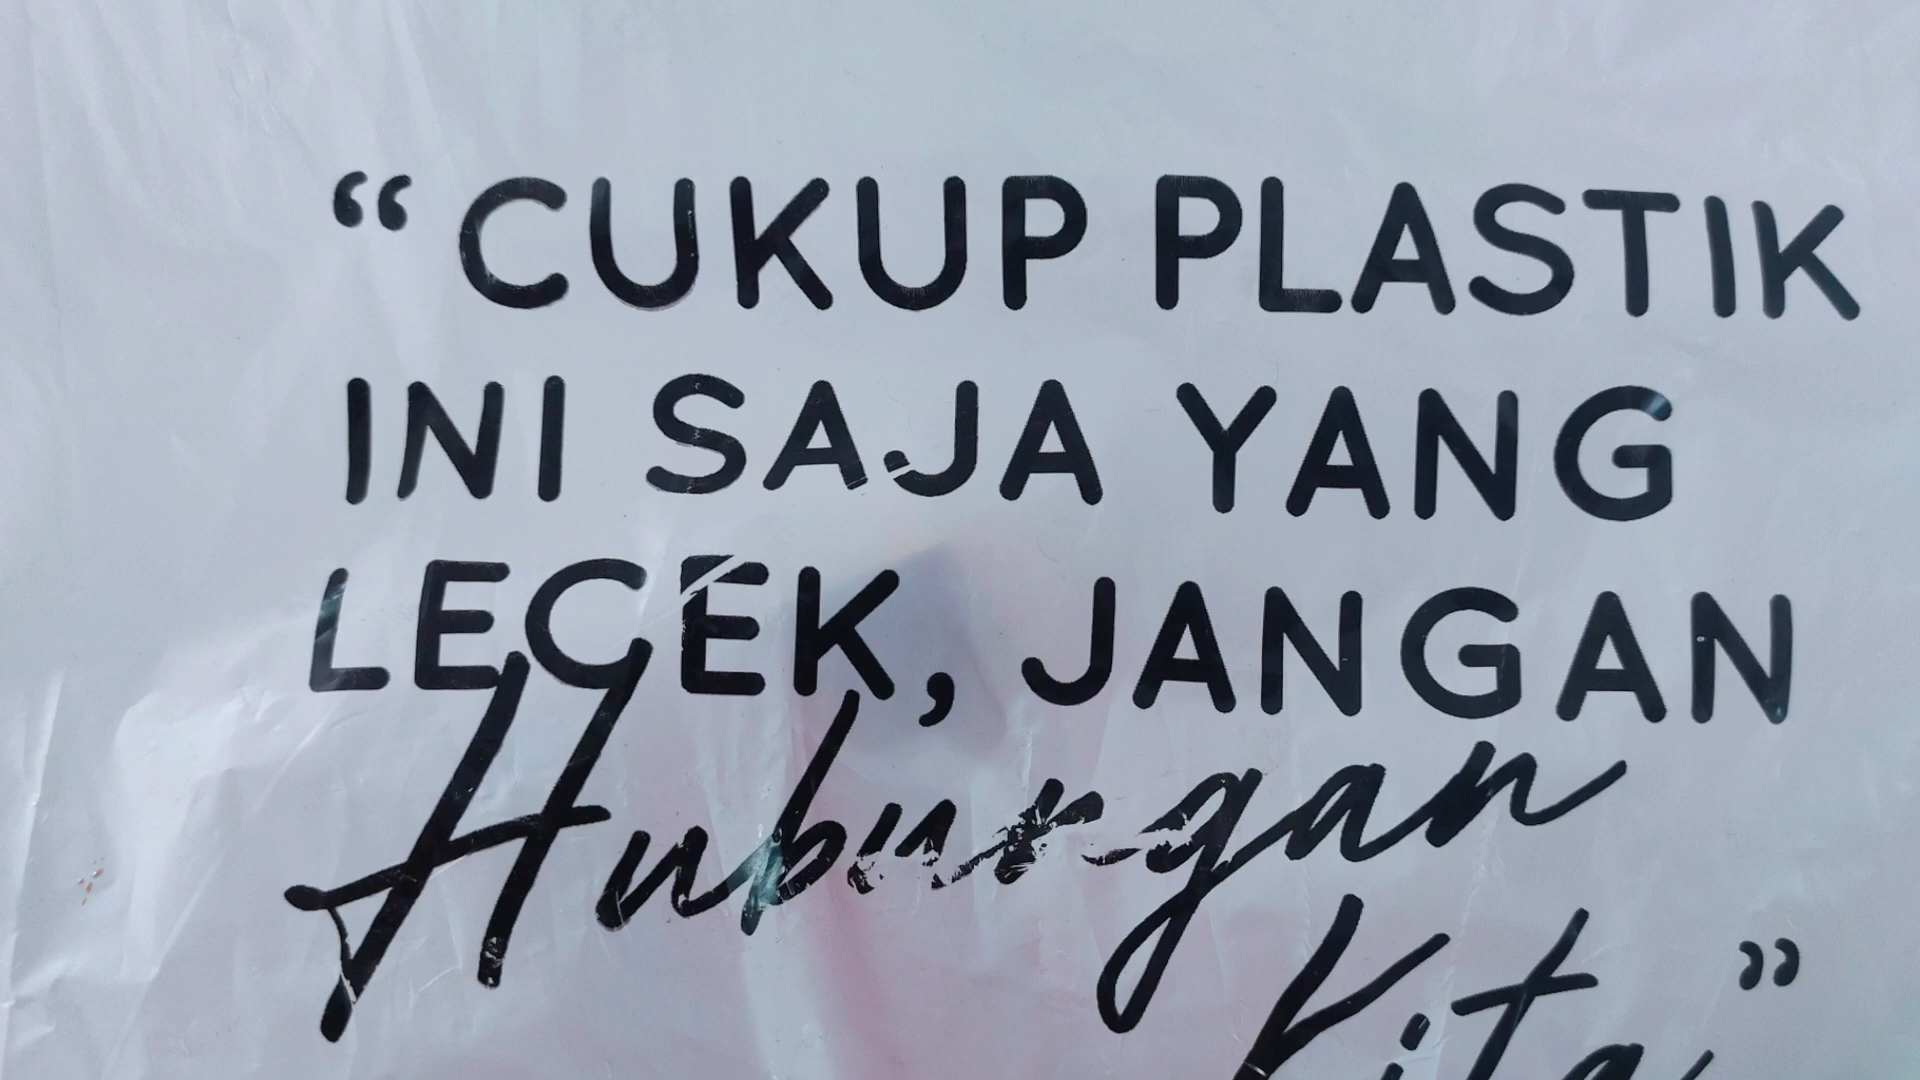 “CUKUP PLASTIK
INI SAJA YANG
LECEK, JANGAN
Hubungan
Kita”